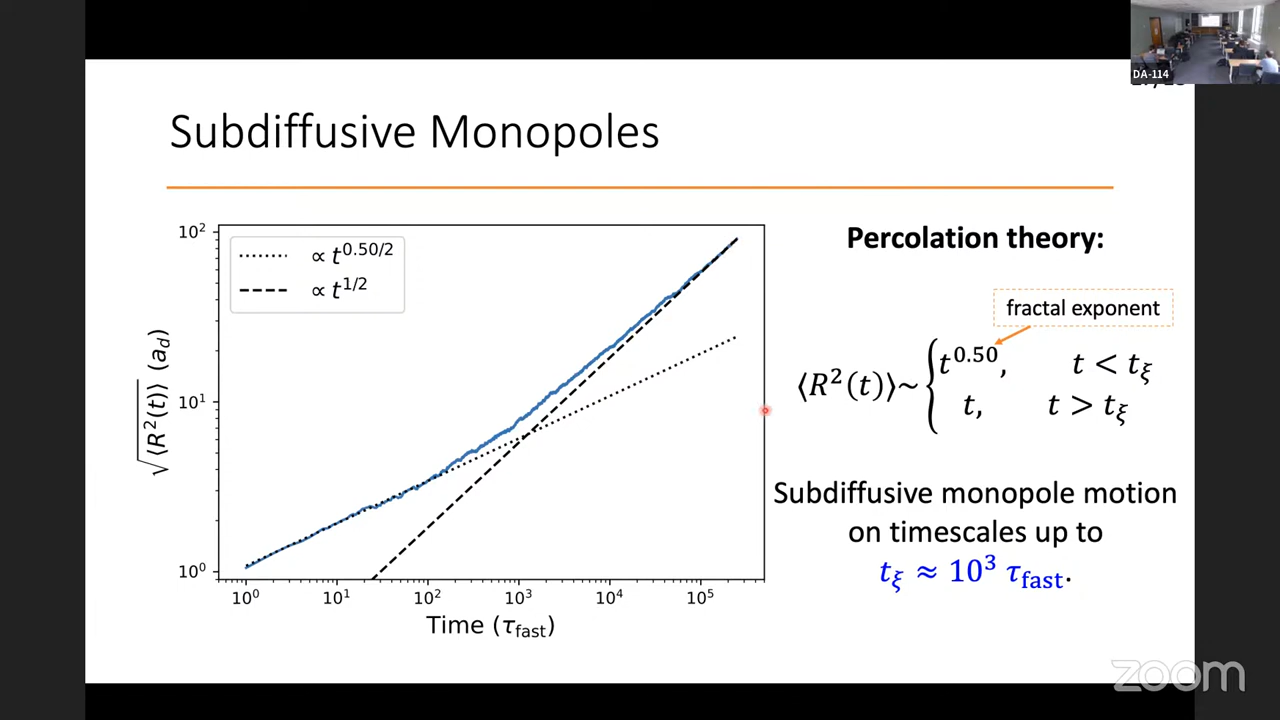 DA-114
Subdiffusive Monopoles
∝ t^0.50/2
∝ t^1/2
10²
10¹
10⁰
√⟨R²(t)⟩ (a_d)
10⁰ 10¹ 10² 10³ 10⁴ 10⁵
Time (τ_fast)
Percolation theory:
fractal exponent
⟨R²(t)⟩~ { t^0.50, t < t_ξ
t, t > t_ξ
Subdiffusive monopole motion
on timescales up to
t_ξ ≈ 10³ τ_fast.
zoom